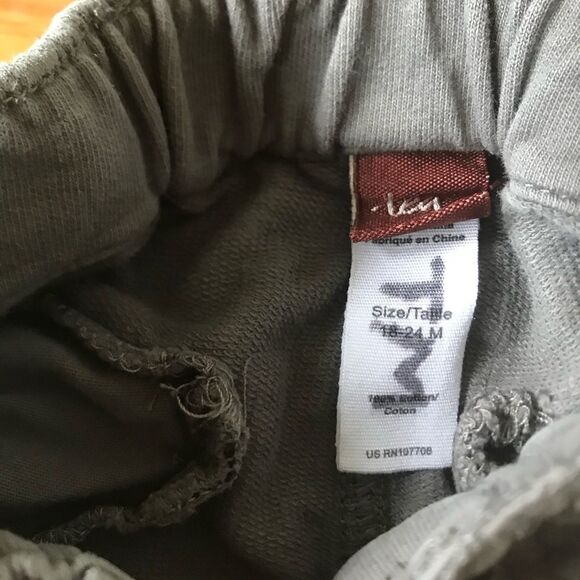 tea
Fabriqué en Chine
Size/Taille
18-24 M
100% cotton/
Coton
US RN107708